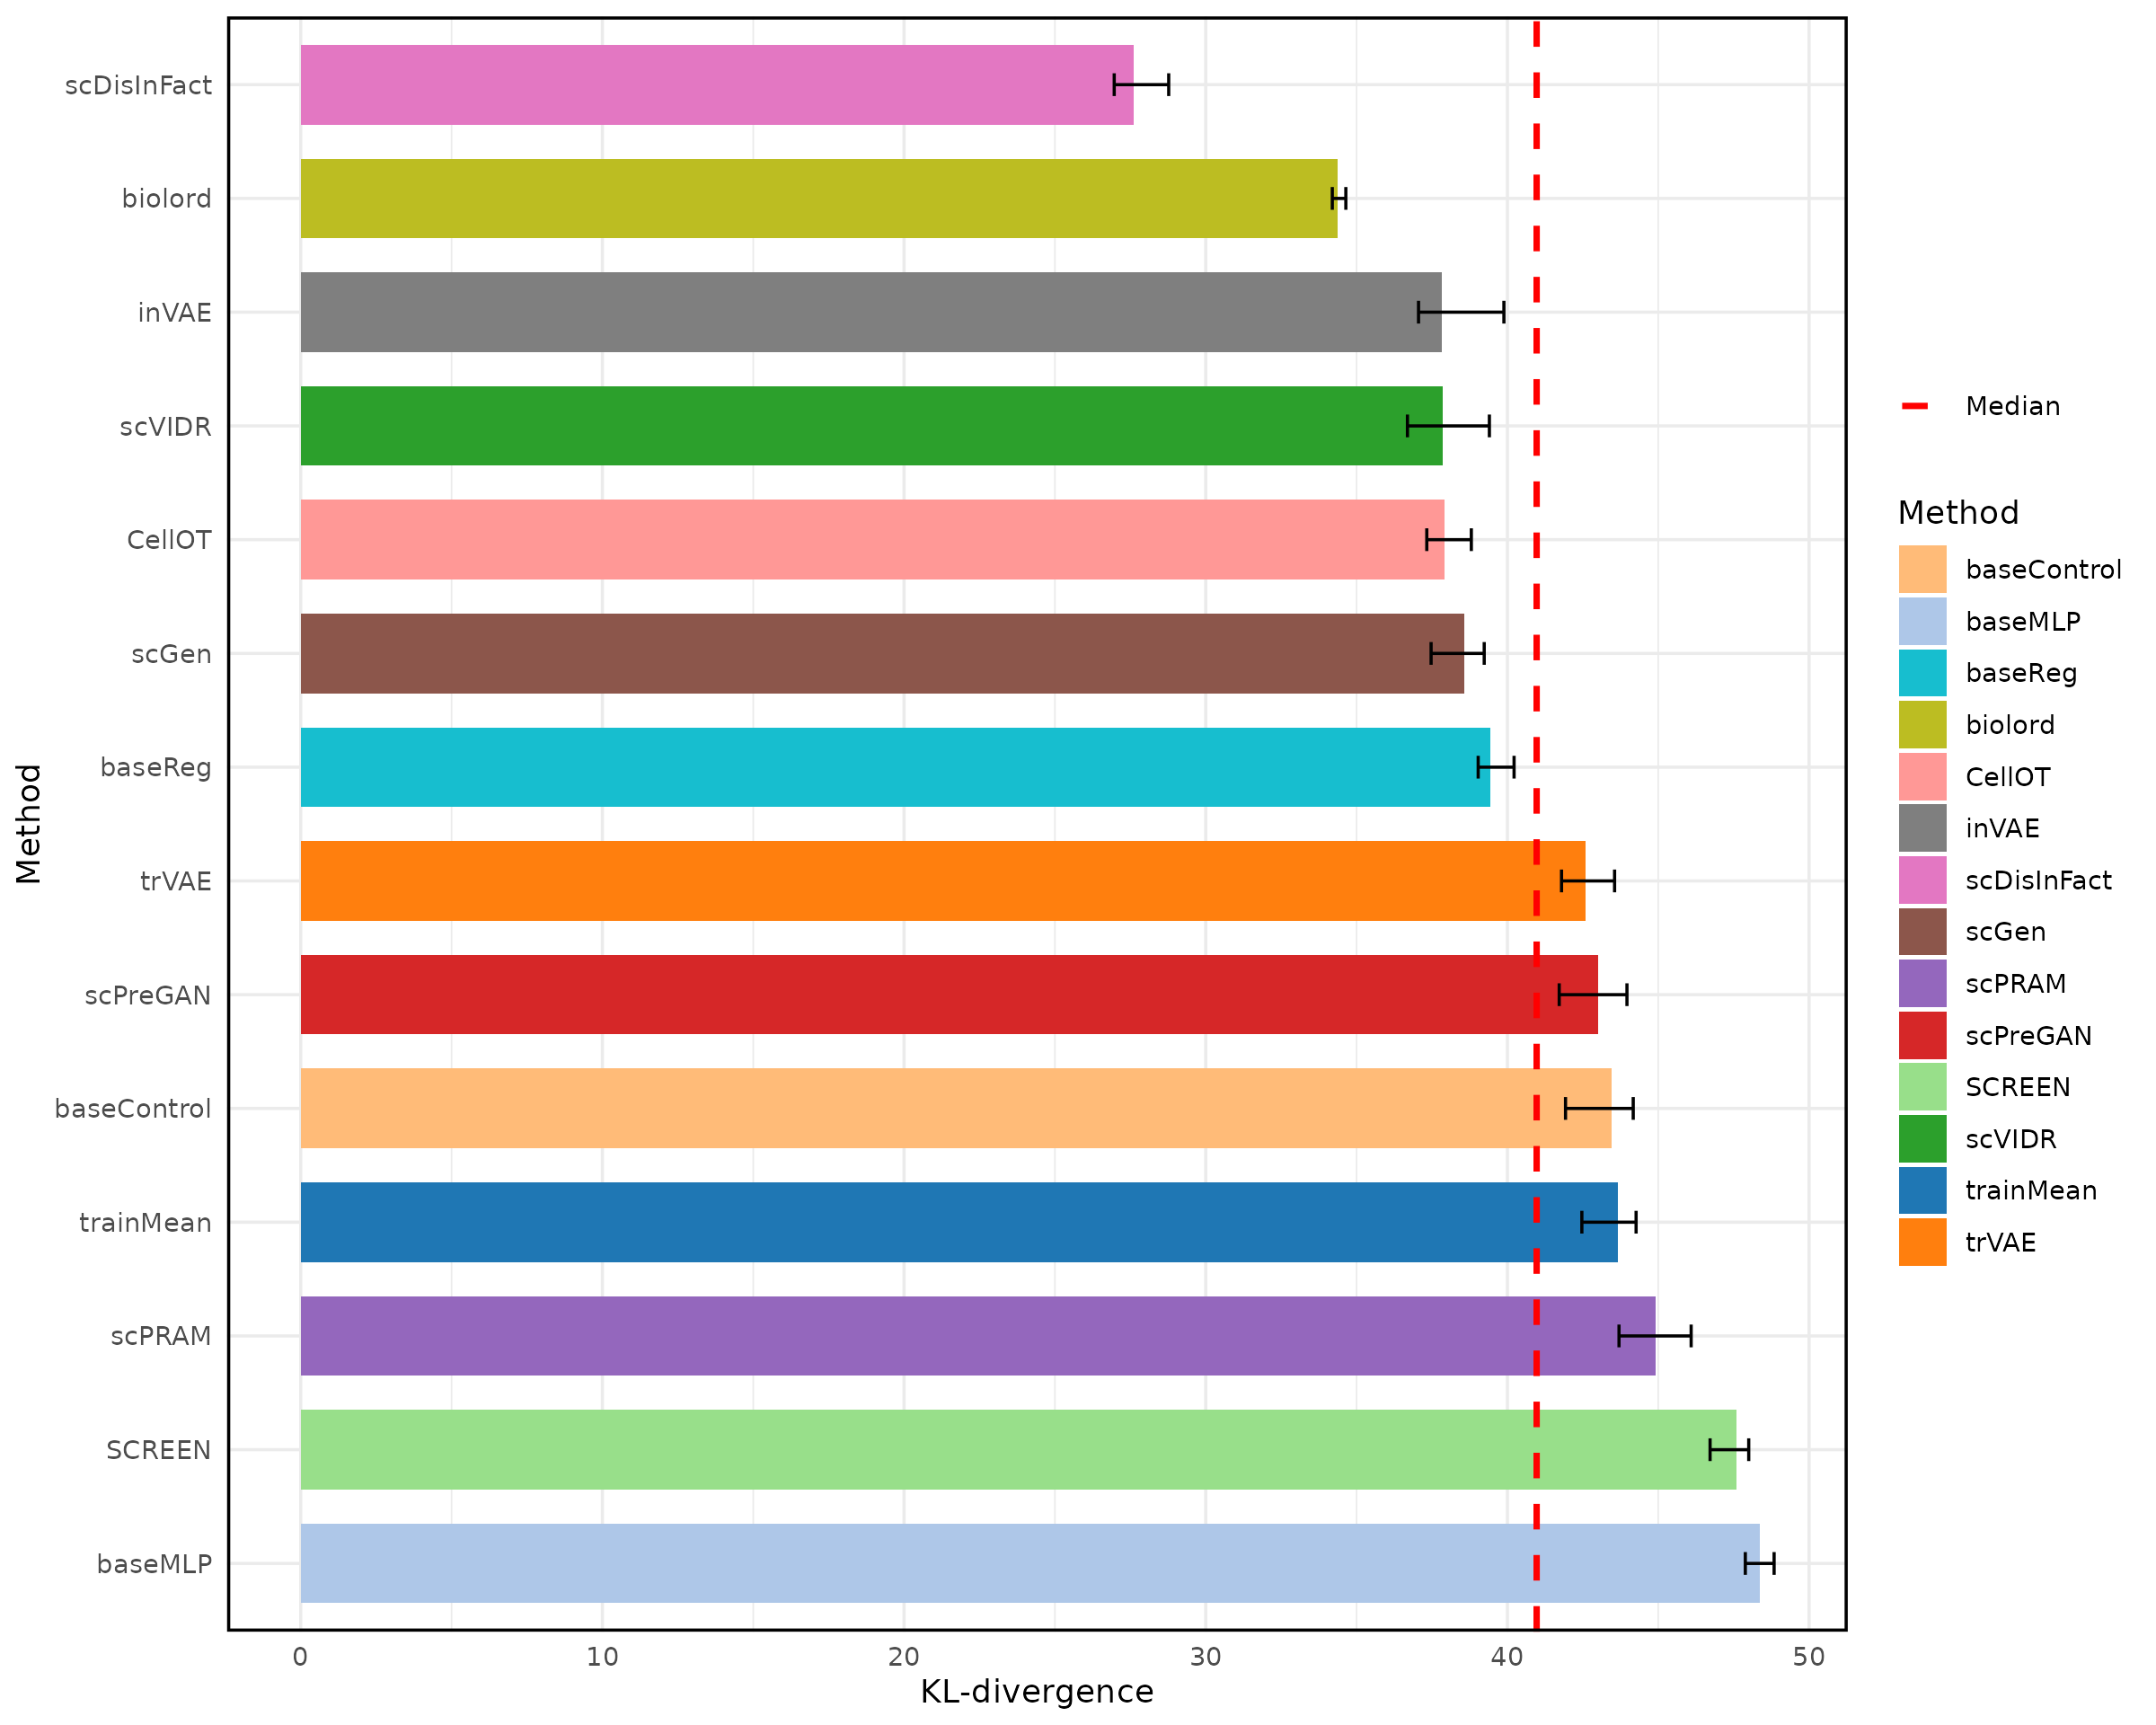 Method
scDisInFact
biolord
inVAE
scVIDR
CellOT
scGen
baseReg
trVAE
scPreGAN
baseControl
trainMean
scPRAM
SCREEN
baseMLP
0 10 20 30 40 50
KL-divergence
Median
Method
baseControl
baseMLP
baseReg
biolord
CellOT
inVAE
scDisInFact
scGen
scPRAM
scPreGAN
SCREEN
scVIDR
trainMean
trVAE